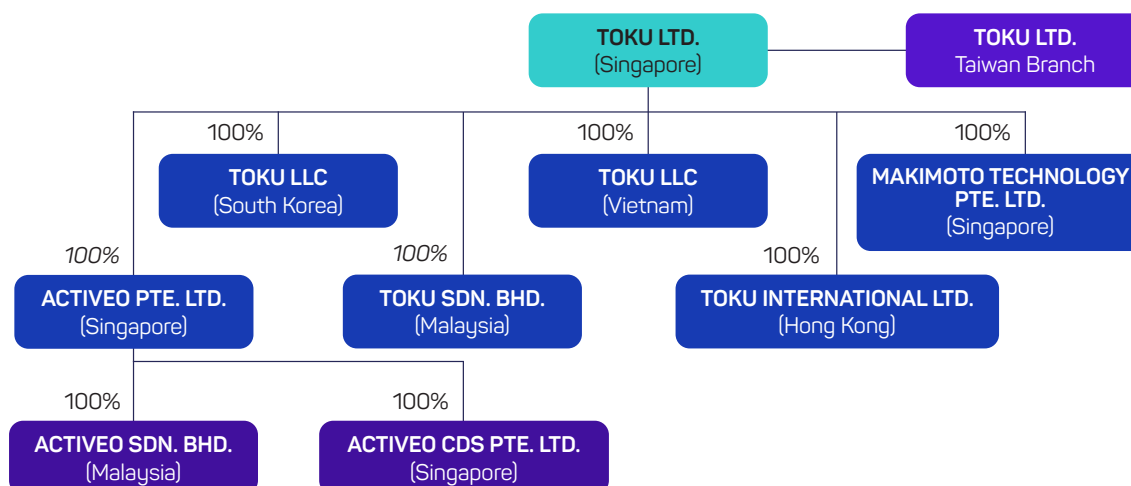 TOKU LTD.
(Singapore)
TOKU LTD.
Taiwan Branch
100%
100%
100%
TOKU LLC
(South Korea)
TOKU LLC
(Vietnam)
MAKIMOTO TECHNOLOGY
PTE. LTD.
(Singapore)
100%
100%
100%
ACTIVEO PTE. LTD.
(Singapore)
TOKU SDN. BHD.
(Malaysia)
TOKU INTERNATIONAL LTD.
(Hong Kong)
100%
100%
ACTIVEO SDN. BHD.
(Malaysia)
ACTIVEO CDS PTE. LTD.
(Singapore)